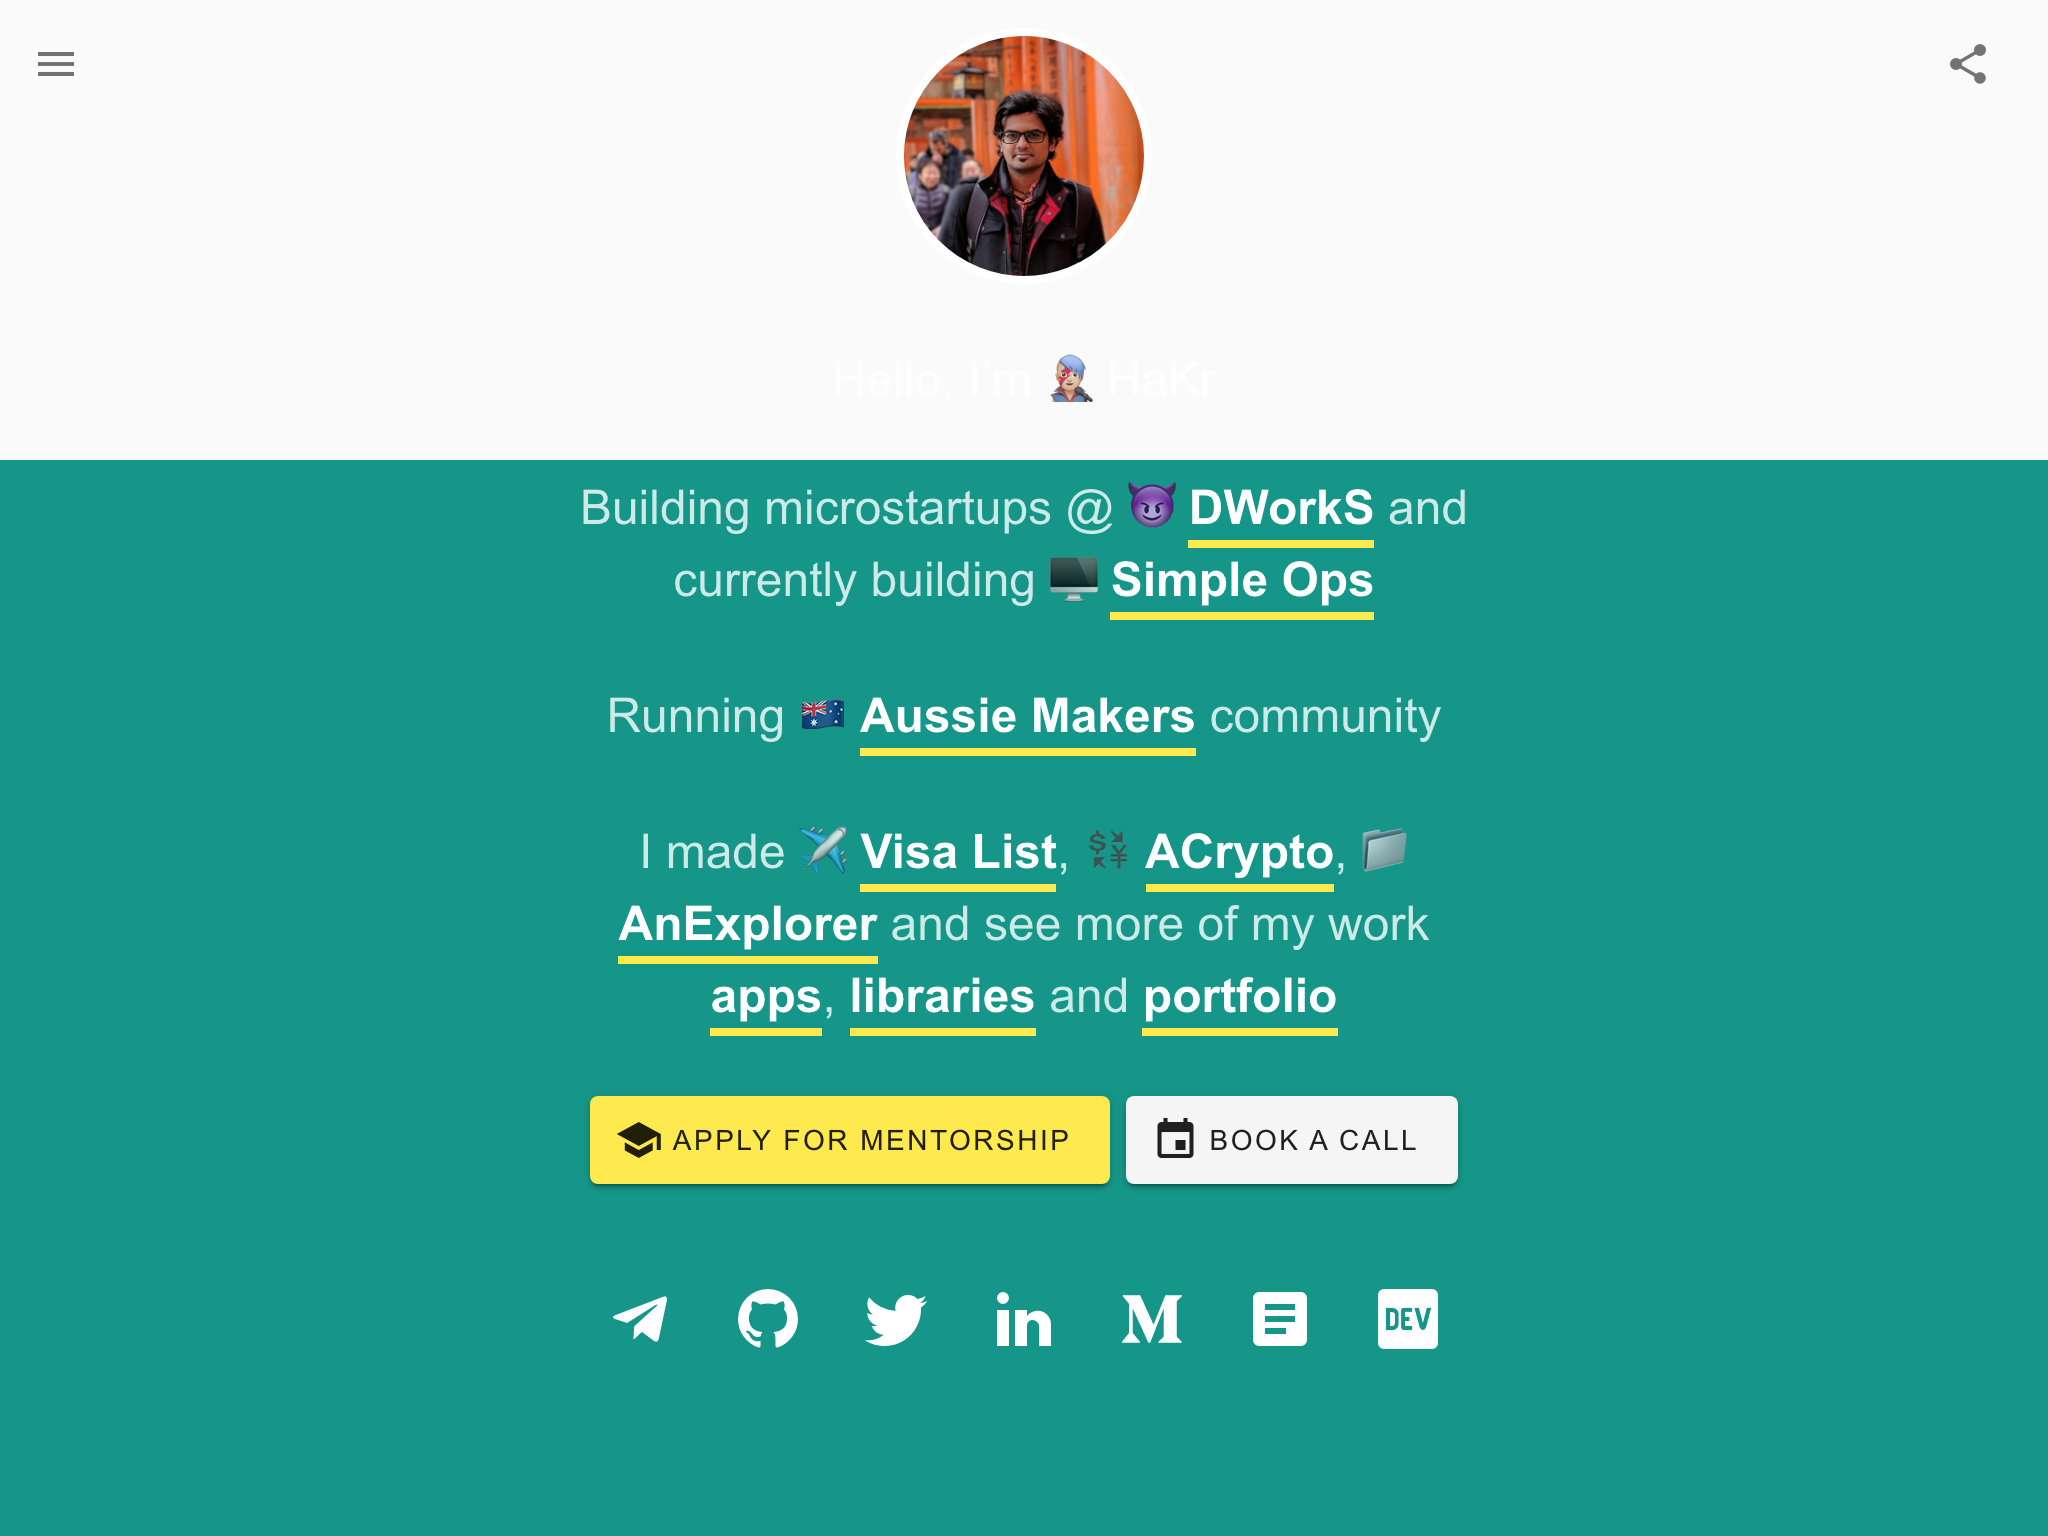 Hello, I'm 👨🏼‍🎤 HaKr
Building microstartups @ 😈 DWorkS and
currently building 🖥️ Simple Ops
Running 🇦🇺 Aussie Makers community
I made ✈️ Visa List, 💱 ACrypto, 📁
AnExplorer and see more of my work
apps, libraries and portfolio
APPLY FOR MENTORSHIP
BOOK A CALL
DEV